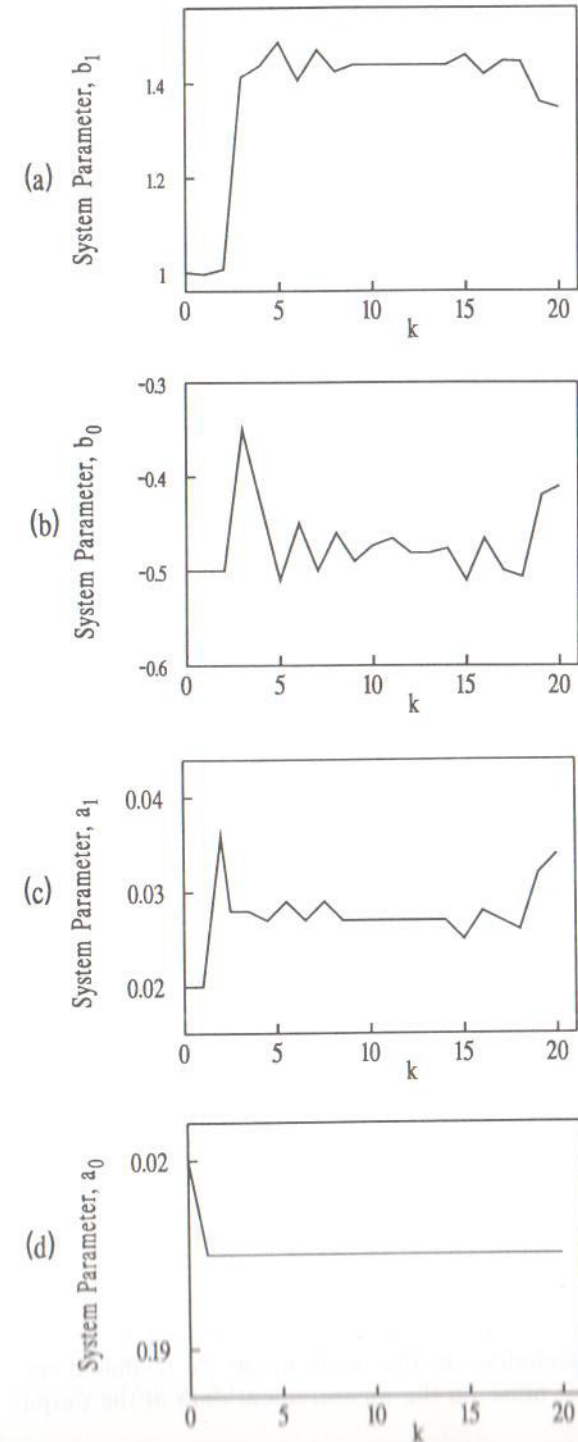 (a)
System Parameter, b1
1.4
1.2
1
0 5 10 15 20
k
(b)
System Parameter, b0
-0.3
-0.4
-0.5
-0.6
0 5 10 15 20
k
(c)
System Parameter, a1
0.04
0.03
0.02
0 5 10 15 20
k
(d)
System Parameter, a0
0.02
0.19
0 5 10 15 20
k